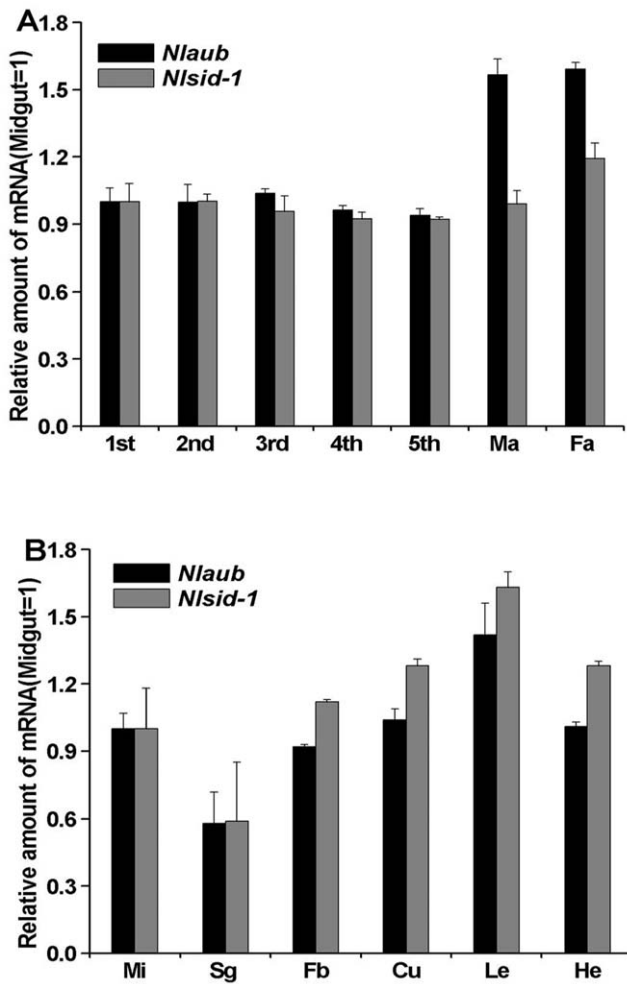 A
Relative amount of mRNA(Midgut=1)
1.8
1.5
1.2
0.9
0.6
0.3
0.0
Nlaub
Nlsid-1
1st 2nd 3rd 4th 5th Ma Fa
B
Relative amount of mRNA(Midgut=1)
1.8
1.5
1.2
0.9
0.6
0.3
0.0
Nlaub
Nlsid-1
Mi Sg Fb Cu Le He